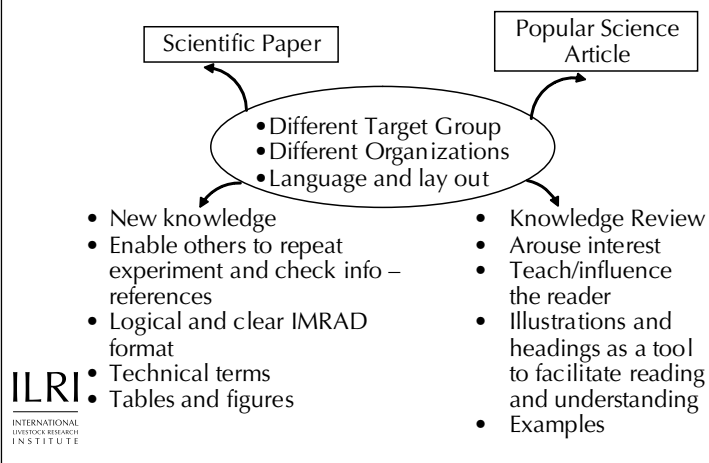 Scientific Paper
Popular Science
Article
•Different Target Group
•Different Organizations
•Language and lay out
• New knowledge
• Enable others to repeat
experiment and check info –
references
• Logical and clear IMRAD
format
• Technical terms
• Tables and figures
• Knowledge Review
• Arouse interest
• Teach/influence
the reader
• Illustrations and
headings as a tool
to facilitate reading
and understanding
• Examples
ILRI
INTERNATIONAL
LIVESTOCK RESEARCH
INSTITUTE